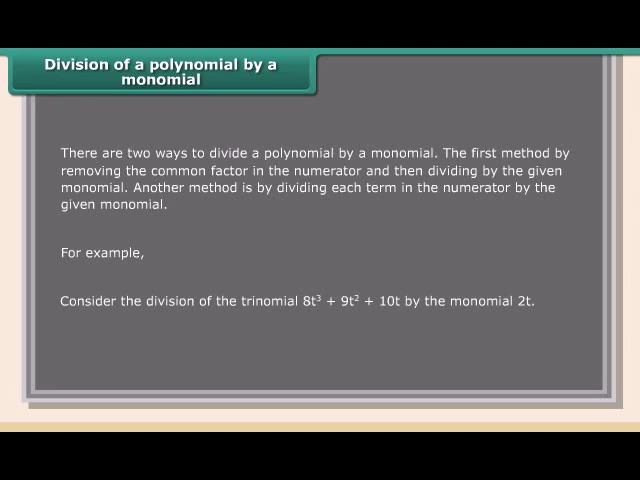 Division of a polynomial by a
monomial
There are two ways to divide a polynomial by a monomial. The first method by
removing the common factor in the numerator and then dividing by the given
monomial. Another method is by dividing each term in the numerator by the
given monomial.
For example,
Consider the division of the trinomial 8t³ + 9t² + 10t by the monomial 2t.